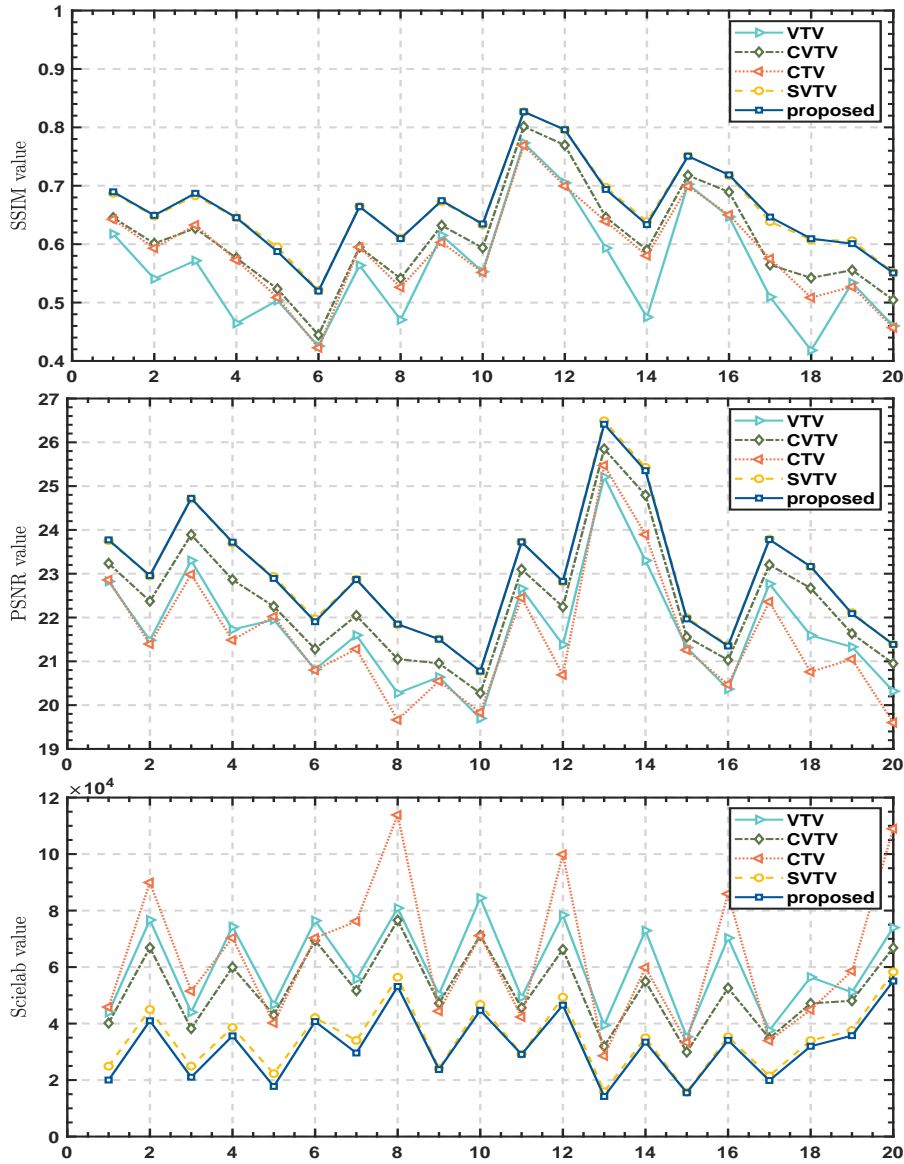 1
0.9
0.8
0.7
0.6
0.5
0.4
SSIM value
VTV
CVTV
CTV
SVTV
proposed
0 2 4 6 8 10 12 14 16 18 20
27
26
25
24
23
22
21
20
19
PSNR value
VTV
CVTV
CTV
SVTV
proposed
0 2 4 6 8 10 12 14 16 18 20
×10⁴
12
10
8
6
4
2
0
Scielab value
VTV
CVTV
CTV
SVTV
proposed
0 2 4 6 8 10 12 14 16 18 20